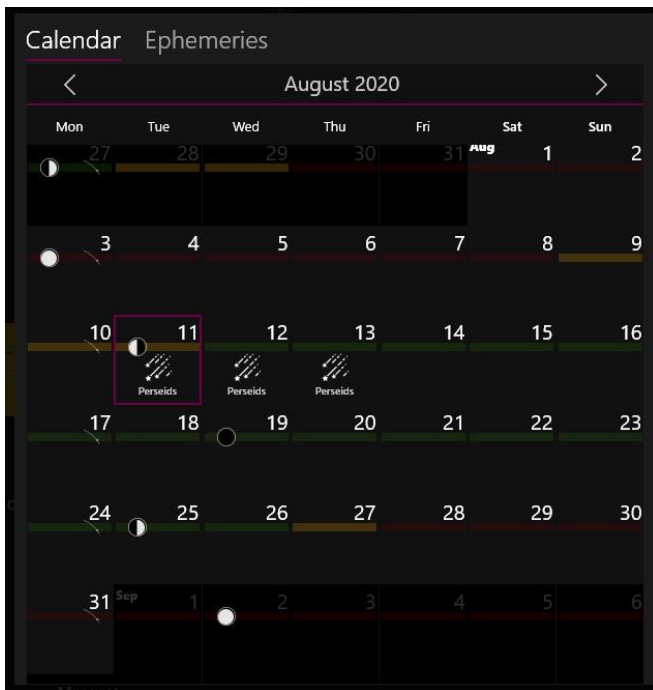 Calendar Ephemeries
August 2020
Mon Tue Wed Thu Fri Sat Sun
27 28 29 30 31 Aug 1 2
3 4 5 6 7 8 9
10 11 12 13 14 15 16
Perseids Perseids Perseids
17 18 19 20 21 22 23
24 25 26 27 28 29 30
31 Sep 1 2 3 4 5 6